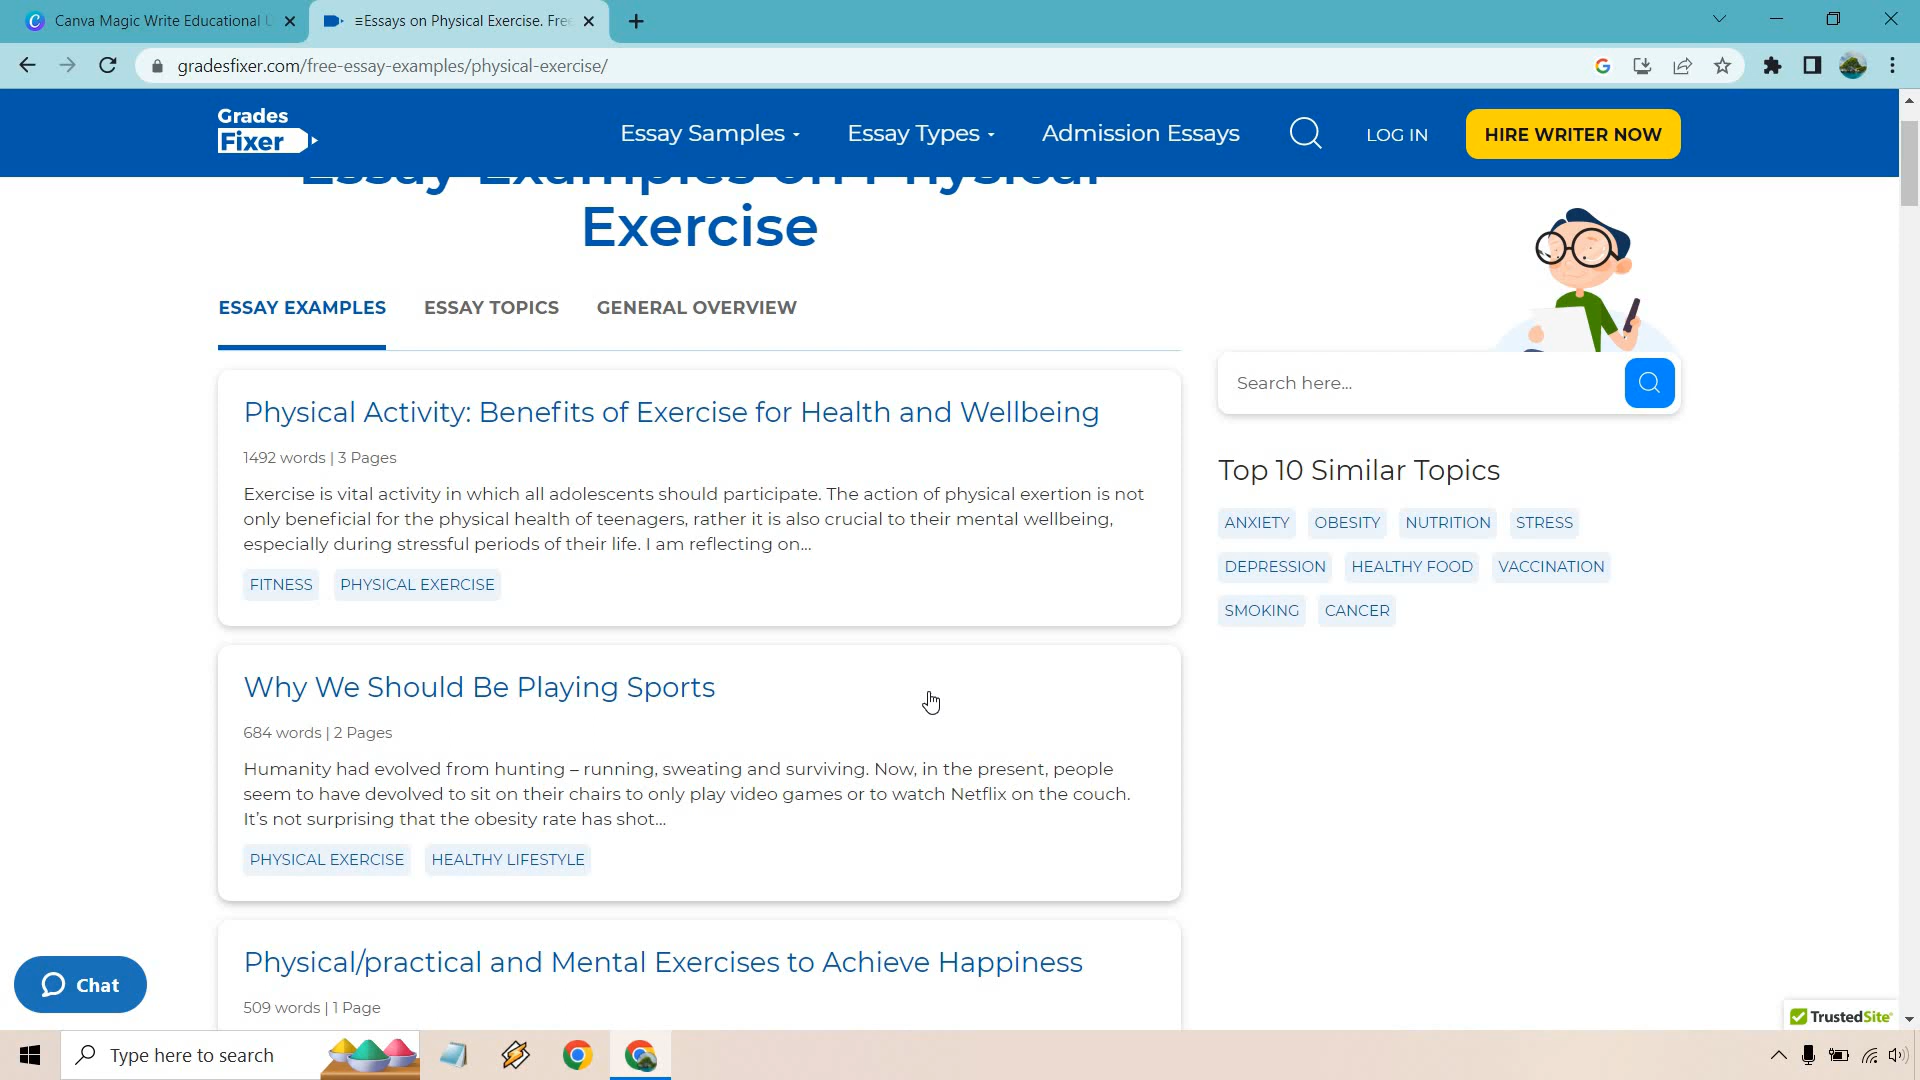 Canva Magic Write Educational
≡Essays on Physical Exercise. Free
gradesfixer.com/free-essay-examples/physical-exercise/
Grades
Fixer
Essay Samples
Essay Types
Admission Essays
LOG IN
HIRE WRITER NOW
Essay Examples on Physical
Exercise
ESSAY EXAMPLES
ESSAY TOPICS
GENERAL OVERVIEW
Search here...
Physical Activity: Benefits of Exercise for Health and Wellbeing
1492 words | 3 Pages
Exercise is vital activity in which all adolescents should participate. The action of physical exertion is not
only beneficial for the physical health of teenagers, rather it is also crucial to their mental wellbeing,
especially during stressful periods of their life. I am reflecting on...
FITNESS
PHYSICAL EXERCISE
Top 10 Similar Topics
ANXIETY
OBESITY
NUTRITION
STRESS
DEPRESSION
HEALTHY FOOD
VACCINATION
SMOKING
CANCER
Why We Should Be Playing Sports
684 words | 2 Pages
Humanity had evolved from hunting – running, sweating and surviving. Now, in the present, people
seem to have devolved to sit on their chairs to only play video games or to watch Netflix on the couch.
It's not surprising that the obesity rate has shot...
PHYSICAL EXERCISE
HEALTHY LIFESTYLE
Physical/practical and Mental Exercises to Achieve Happiness
509 words | 1 Page
Chat
TrustedSite
Type here to search